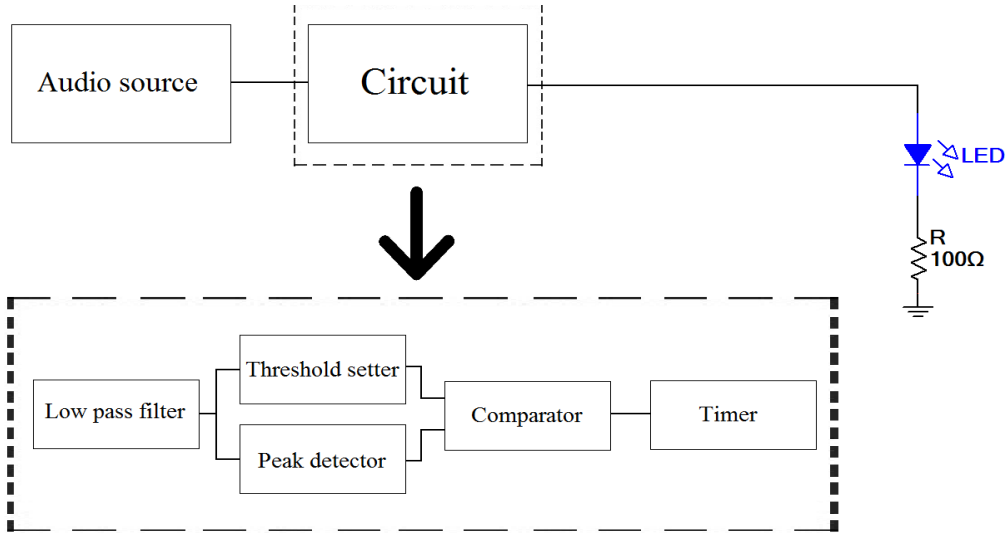 Audio source
Circuit
LED
R
100Ω
Threshold setter
Low pass filter
Comparator
Timer
Peak detector